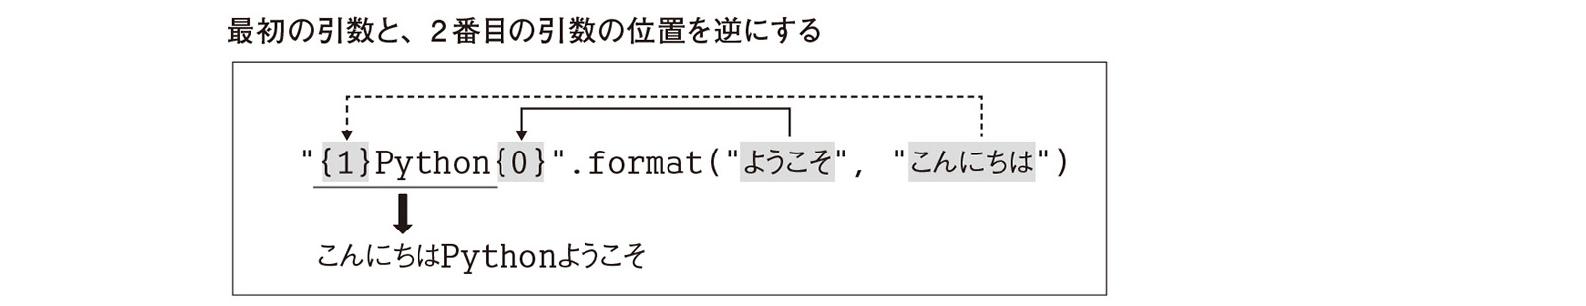 最初の引数と、２番目の引数の位置を逆にする
"{1}Python{0}".format("ようこそ", "こんにちは")
こんにちはPythonようこそ